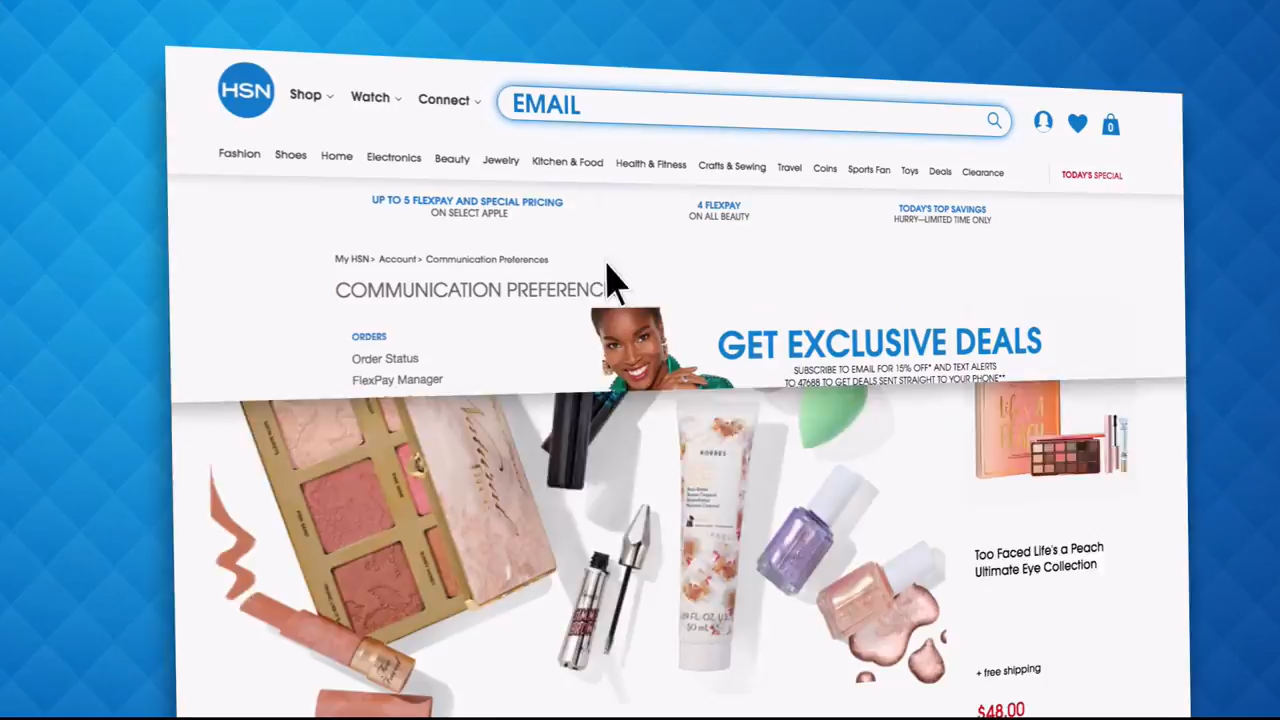 HSN
Shop
Watch
Connect
EMAIL
0
Fashion
Shoes
Home
Electronics
Beauty
Jewelry
Kitchen & Food
Health & Fitness
Crafts & Sewing
Travel
Coins
Sports Fan
Toys
Deals
Clearance
TODAY'S SPECIAL
UP TO 5 FLEXPAY AND SPECIAL PRICING
ON SELECT APPLE
4 FLEXPAY
ON ALL BEAUTY
TODAY'S TOP SAVINGS
HURRY—LIMITED TIME ONLY
My HSN> Account> Communication Preferences
COMMUNICATION PREFERENC
ORDERS
Order Status
FlexPay Manager
GET EXCLUSIVE DEALS
SUBSCRIBE TO EMAIL FOR 15% OFF* AND TEXT ALERTS
TO 47688 TO GET DEALS SENT STRAIGHT TO YOUR PHONE**
KORRES
50 mL
essie
essie
Too Faced Life's a Peach
Ultimate Eye Collection
+ free shipping
$48.00